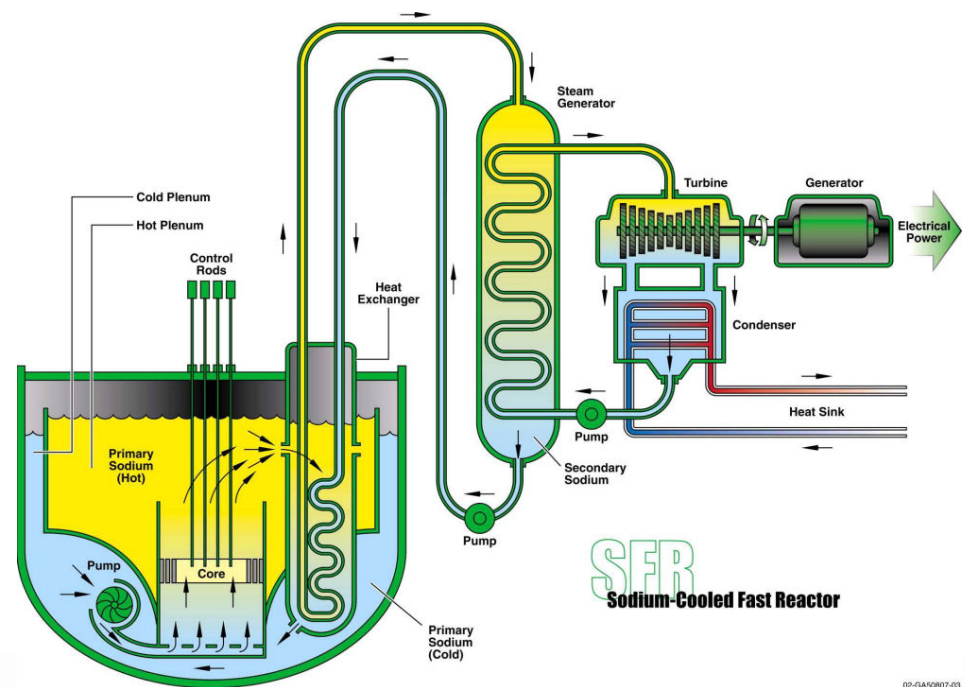 Steam
Generator
Turbine
Generator
Electrical
Power
Cold Plenum
Hot Plenum
Control
Rods
Heat
Exchanger
Condenser
Heat Sink
Pump
Primary
Sodium
(Hot)
Secondary
Sodium
Pump
Pump
Core
Primary
Sodium
(Cold)
SFR
Sodium-Cooled Fast Reactor
02-GA50807-03